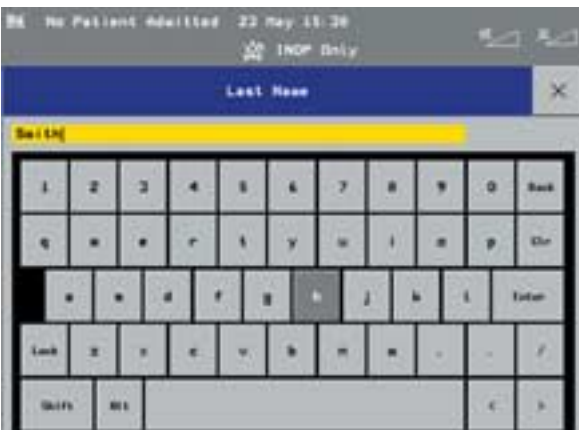 No Patient Admitted 23 May 15:30
INOP Only
Last Name
Smith
1 2 3 4 5 6 7 8 9 0 Back
q w e r t y u i o p Clr
a s d f g h j k l Enter
Lock z x c v b n m . /
Shift Alt < >